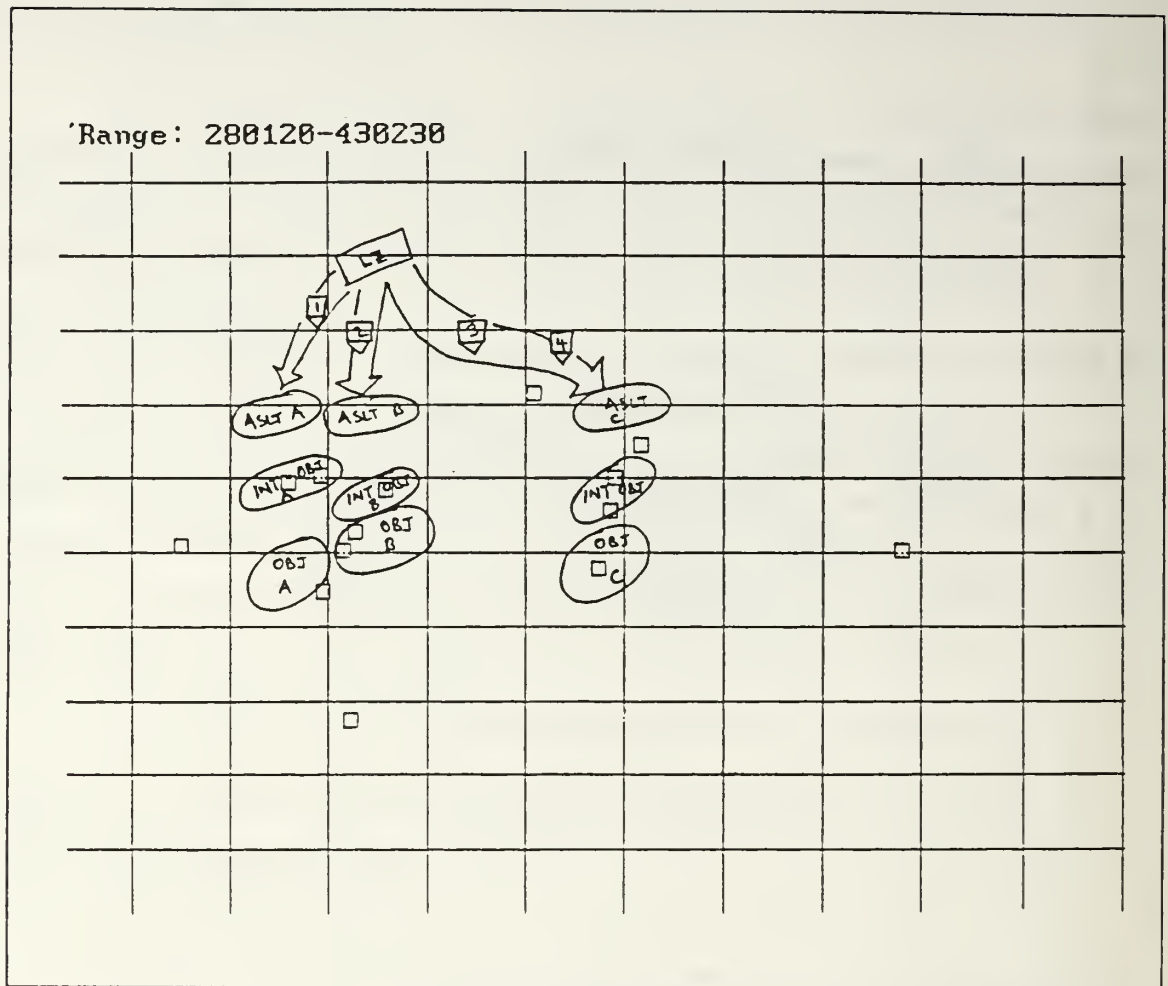 'Range: 280120-430230
LZ
1
2
3
4
ASLT A
ASLT B
ASLT
C
INT OBJ
A
INT OBJ
B
INT OBJ
OBJ
A
OBJ
B
OBJ
C